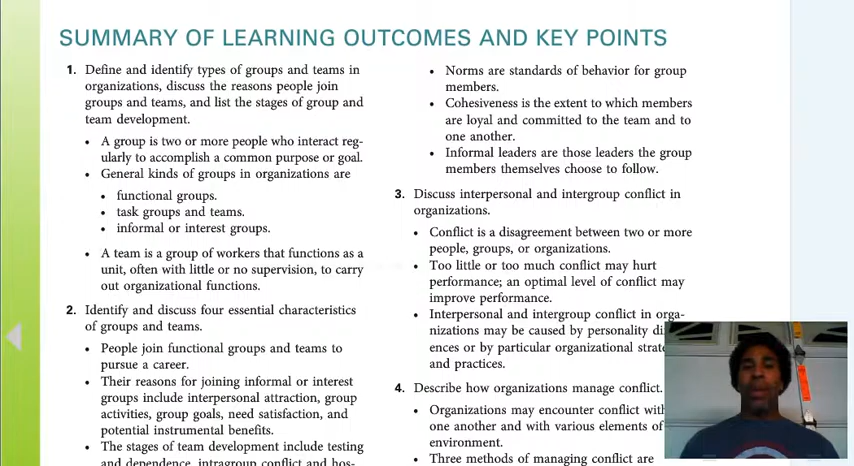 SUMMARY OF LEARNING OUTCOMES AND KEY POINTS
1. Define and identify types of groups and teams in
organizations, discuss the reasons people join
groups and teams, and list the stages of group and
team development.
• A group is two or more people who interact reg-
ularly to accomplish a common purpose or goal.
• General kinds of groups in organizations are
• functional groups.
• task groups and teams.
• informal or interest groups.
• A team is a group of workers that functions as a
unit, often with little or no supervision, to carry
out organizational functions.
2. Identify and discuss four essential characteristics
of groups and teams.
• People join functional groups and teams to
pursue a career.
• Their reasons for joining informal or interest
groups include interpersonal attraction, group
activities, group goals, need satisfaction, and
potential instrumental benefits.
• The stages of team development include testing
and dependence, intragroup conflict and hos-
• Norms are standards of behavior for group
members.
• Cohesiveness is the extent to which members
are loyal and committed to the team and to
one another.
• Informal leaders are those leaders the group
members themselves choose to follow.
3. Discuss interpersonal and intergroup conflict in
organizations.
• Conflict is a disagreement between two or more
people, groups, or organizations.
• Too little or too much conflict may hurt
performance; an optimal level of conflict may
improve performance.
• Interpersonal and intergroup conflict in orga-
nizations may be caused by personality di
ences or by particular organizational strat
and practices.
4. Describe how organizations manage conflict.
• Organizations may encounter conflict with
one another and with various elements of
environment.
• Three methods of managing conflict are